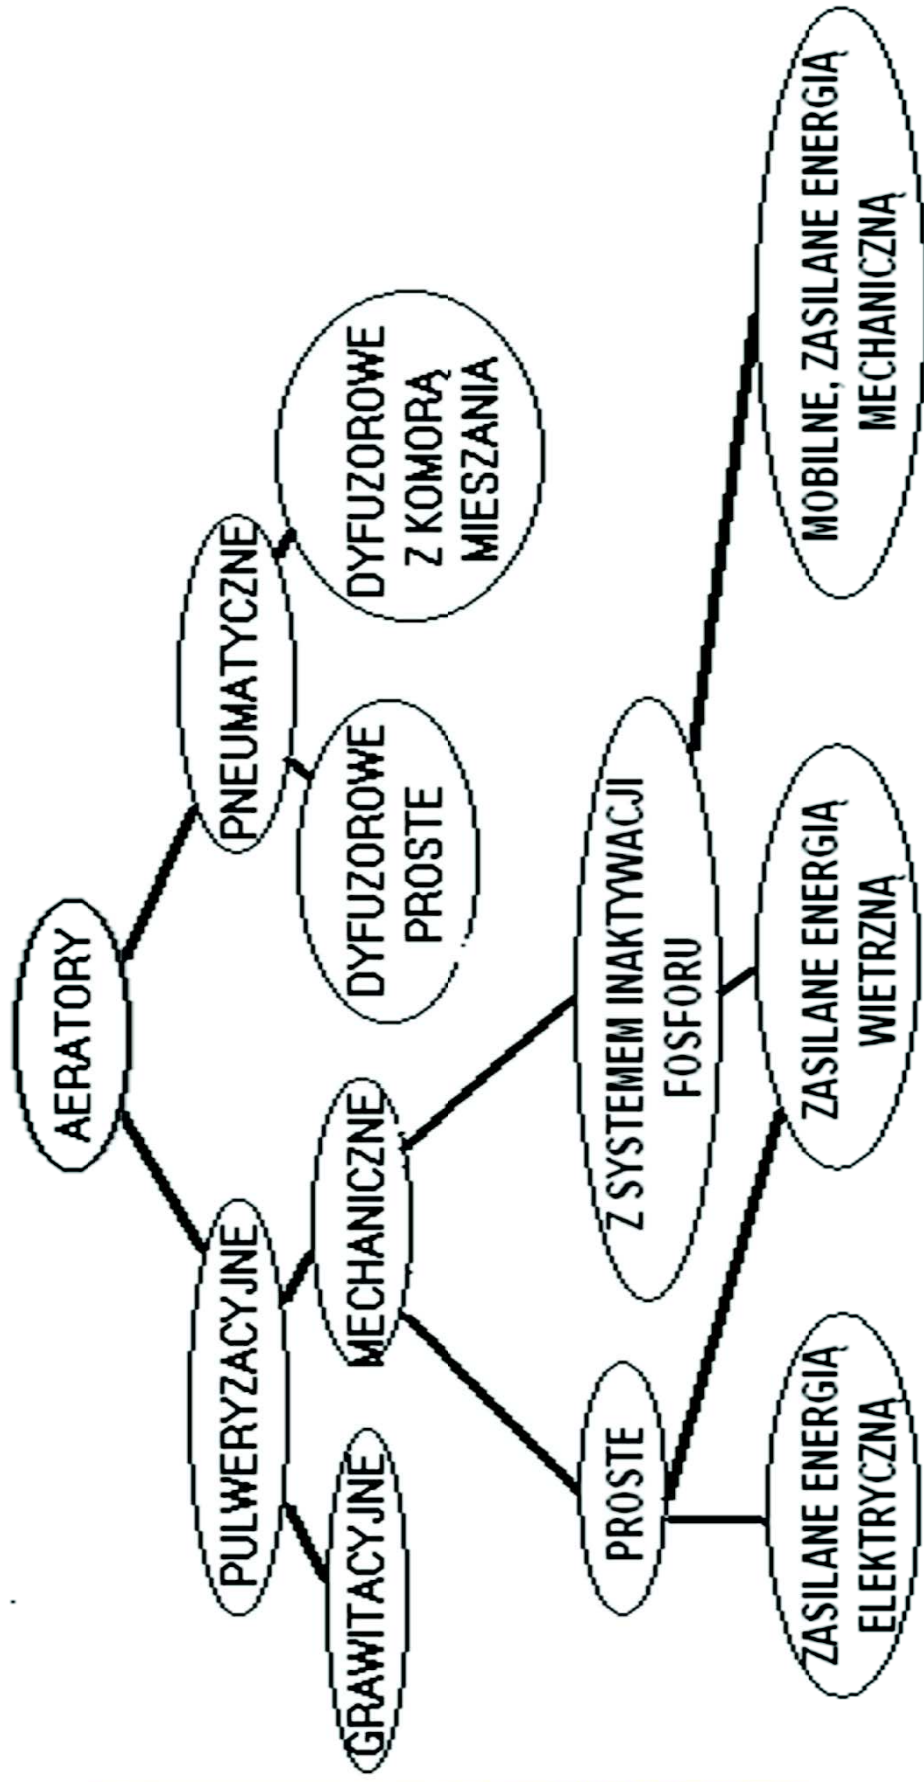 AERATORY
PULWERYZACYJNE
PNEUMATYCZNE
GRAWITACYJNE
MECHANICZNE
DYFUZOROWE
PROSTE
DYFUZOROWE
Z KOMORĄ
MIESZANIA
PROSTE
Z SYSTEMEM INAKTYWACJI
FOSFORU
ZASILANE ENERGIĄ
ELEKTRYCZNĄ
ZASILANE ENERGIĄ
WIETRZNĄ
MOBILNE, ZASILANE ENERGIĄ
MECHANICZNĄ